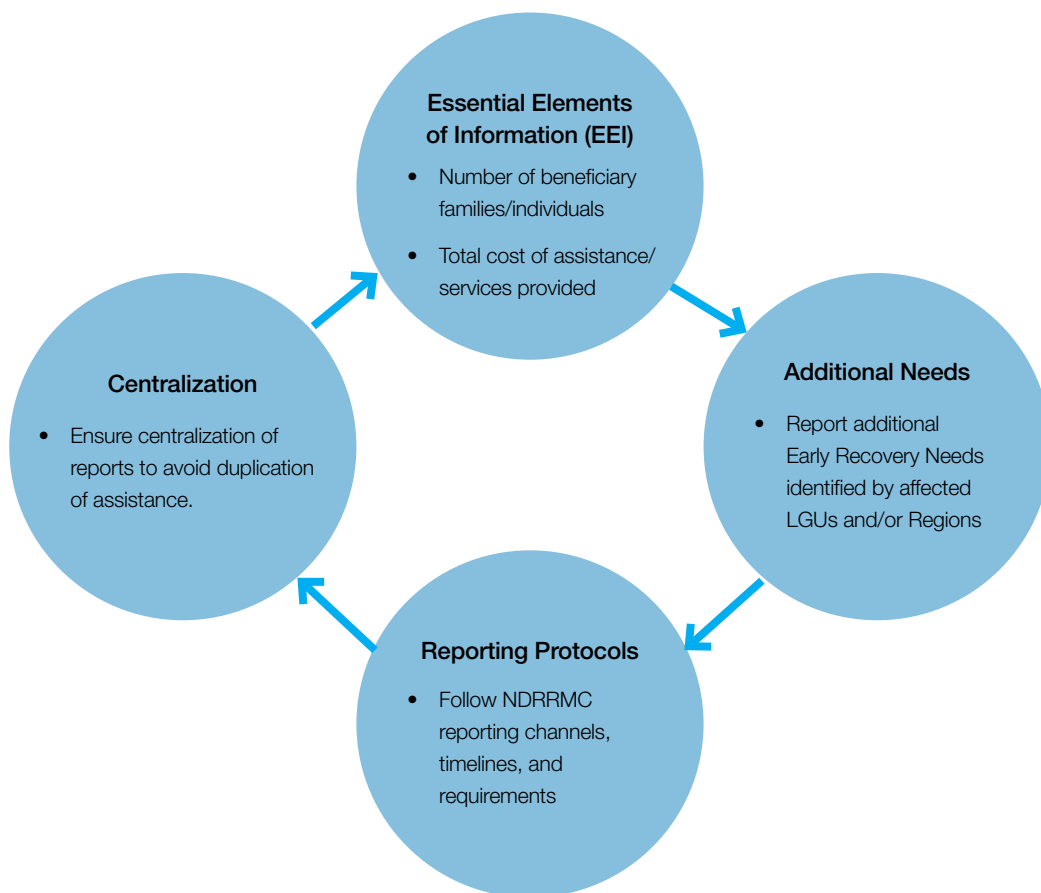 Essential Elements
of Information (EEI)
• Number of beneficiary
families/individuals
• Total cost of assistance/
services provided
Centralization
• Ensure centralization of
reports to avoid duplication
of assistance.
Additional Needs
• Report additional
Early Recovery Needs
identified by affected
LGUs and/or Regions
Reporting Protocols
• Follow NDRRMC
reporting channels,
timelines, and
requirements